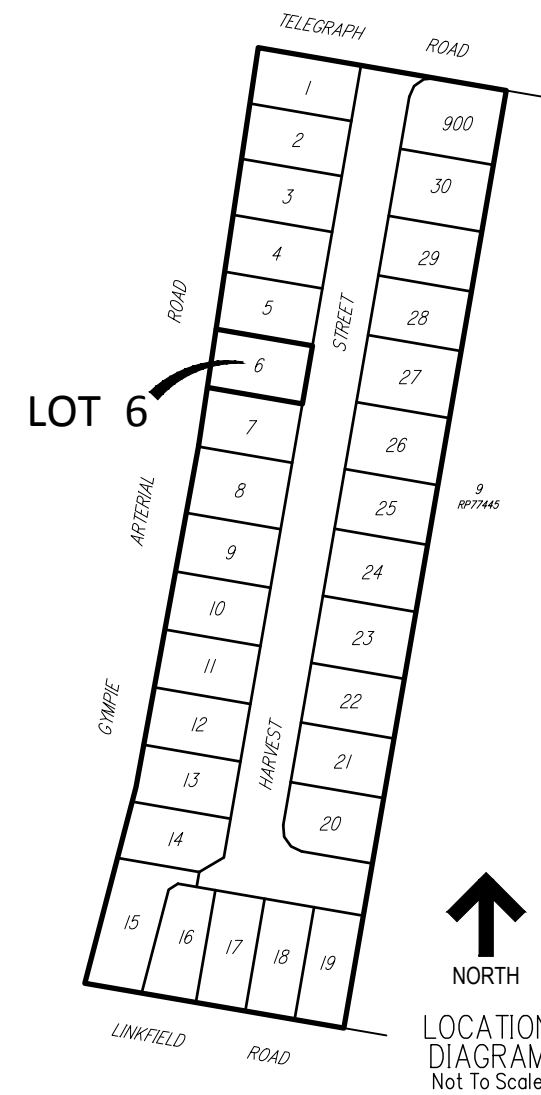 TELEGRAPH ROAD
1
900
2
30
3
4
29
ROAD
5
28
STREET
6
LOT 6
27
7
26
8
9
RP77445
25
ARTERIAL
9
24
10
23
11
22
GYMPIE
12
HARVEST
21
13
20
14
15
16
17
18
19
NORTH
LOCATION
DIAGRAM
Not To Scale
LINKFIELD ROAD